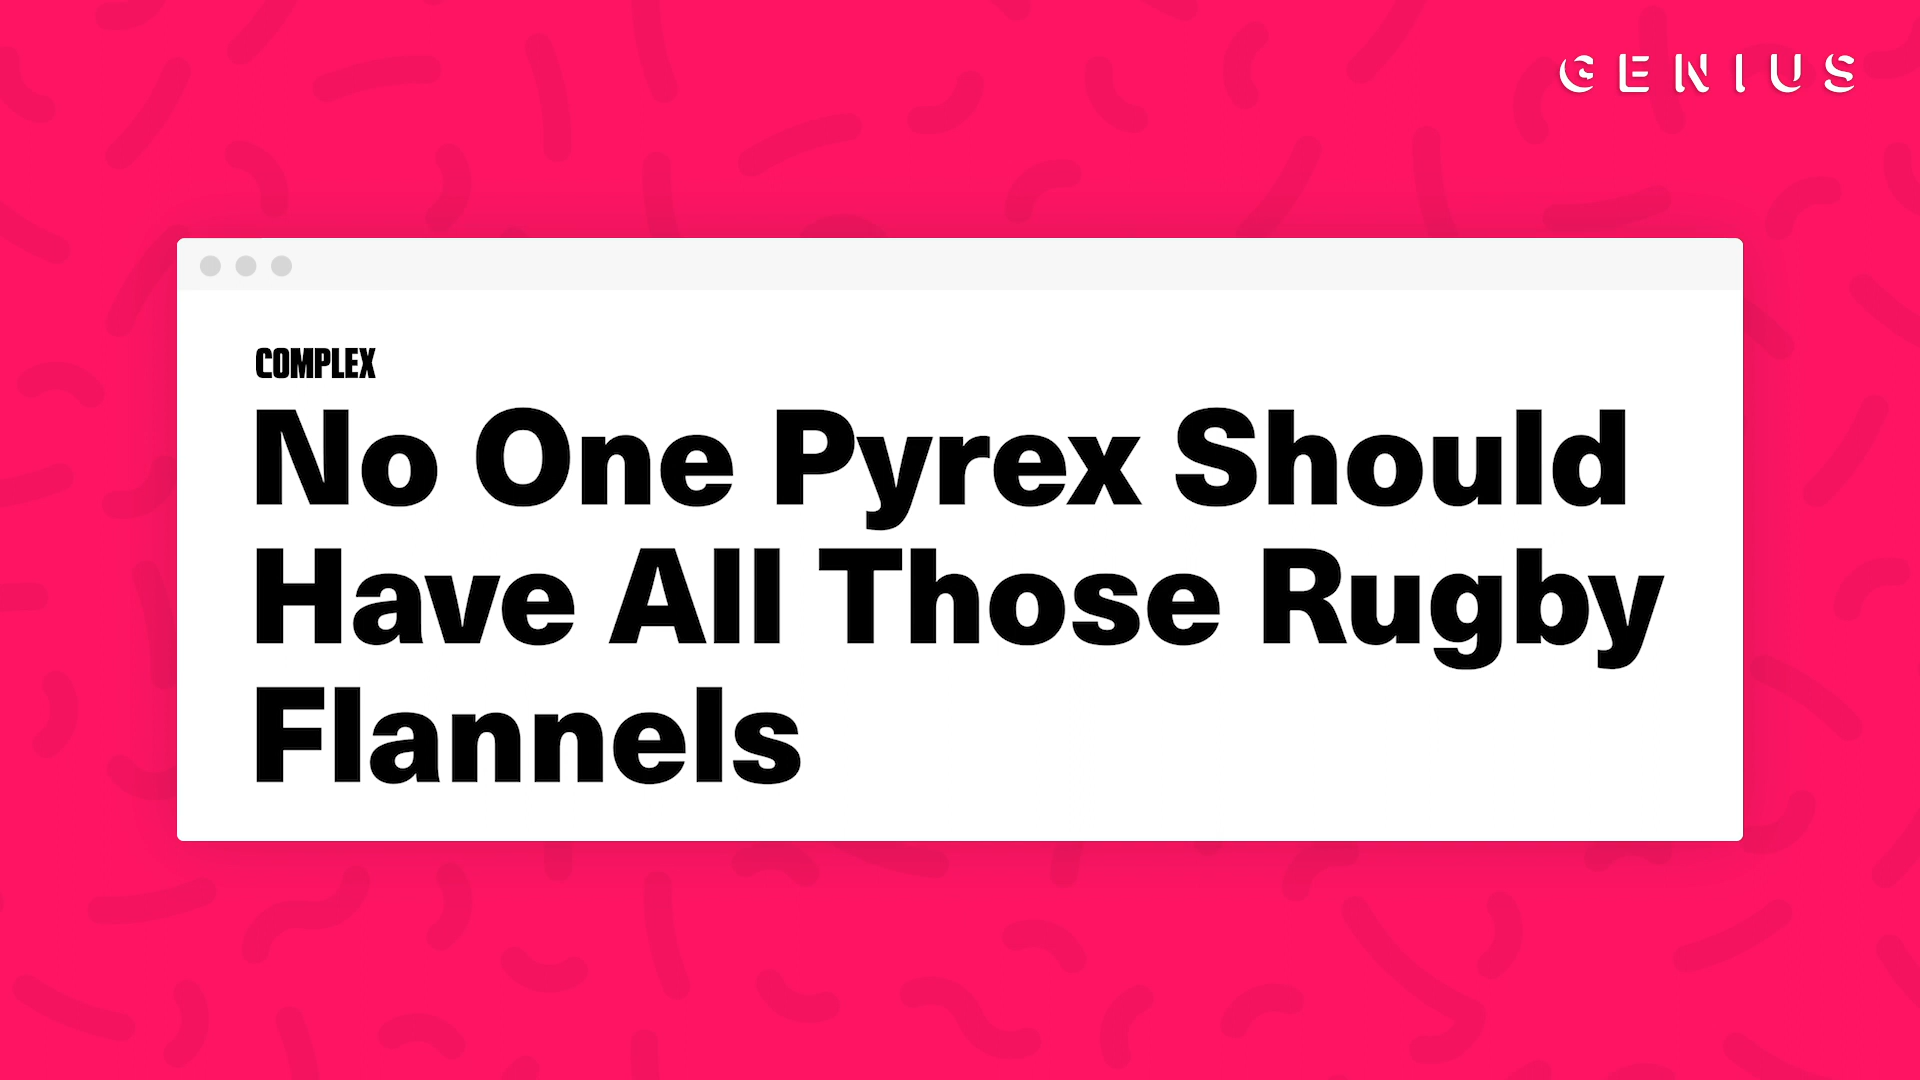 GENIUS
COMPLEX
No One Pyrex Should
Have All Those Rugby
Flannels